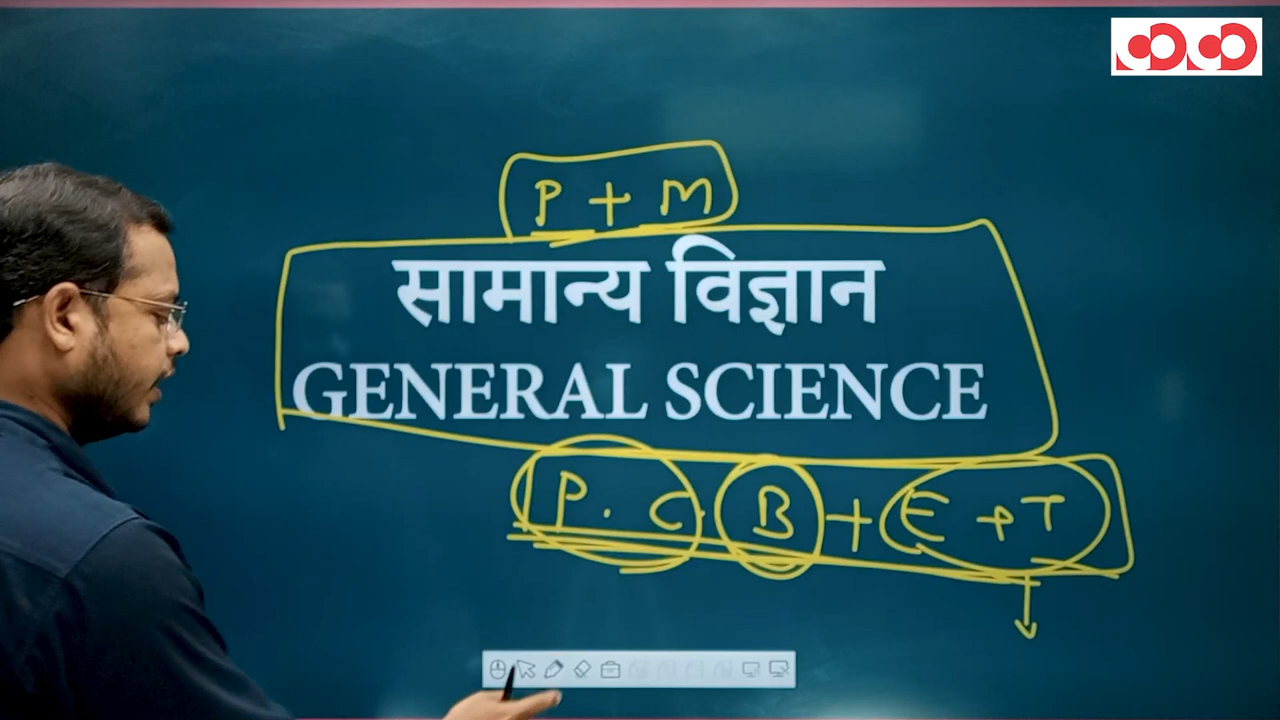 P + M
सामान्य विज्ञान
GENERAL SCIENCE
P. C. B + E + T